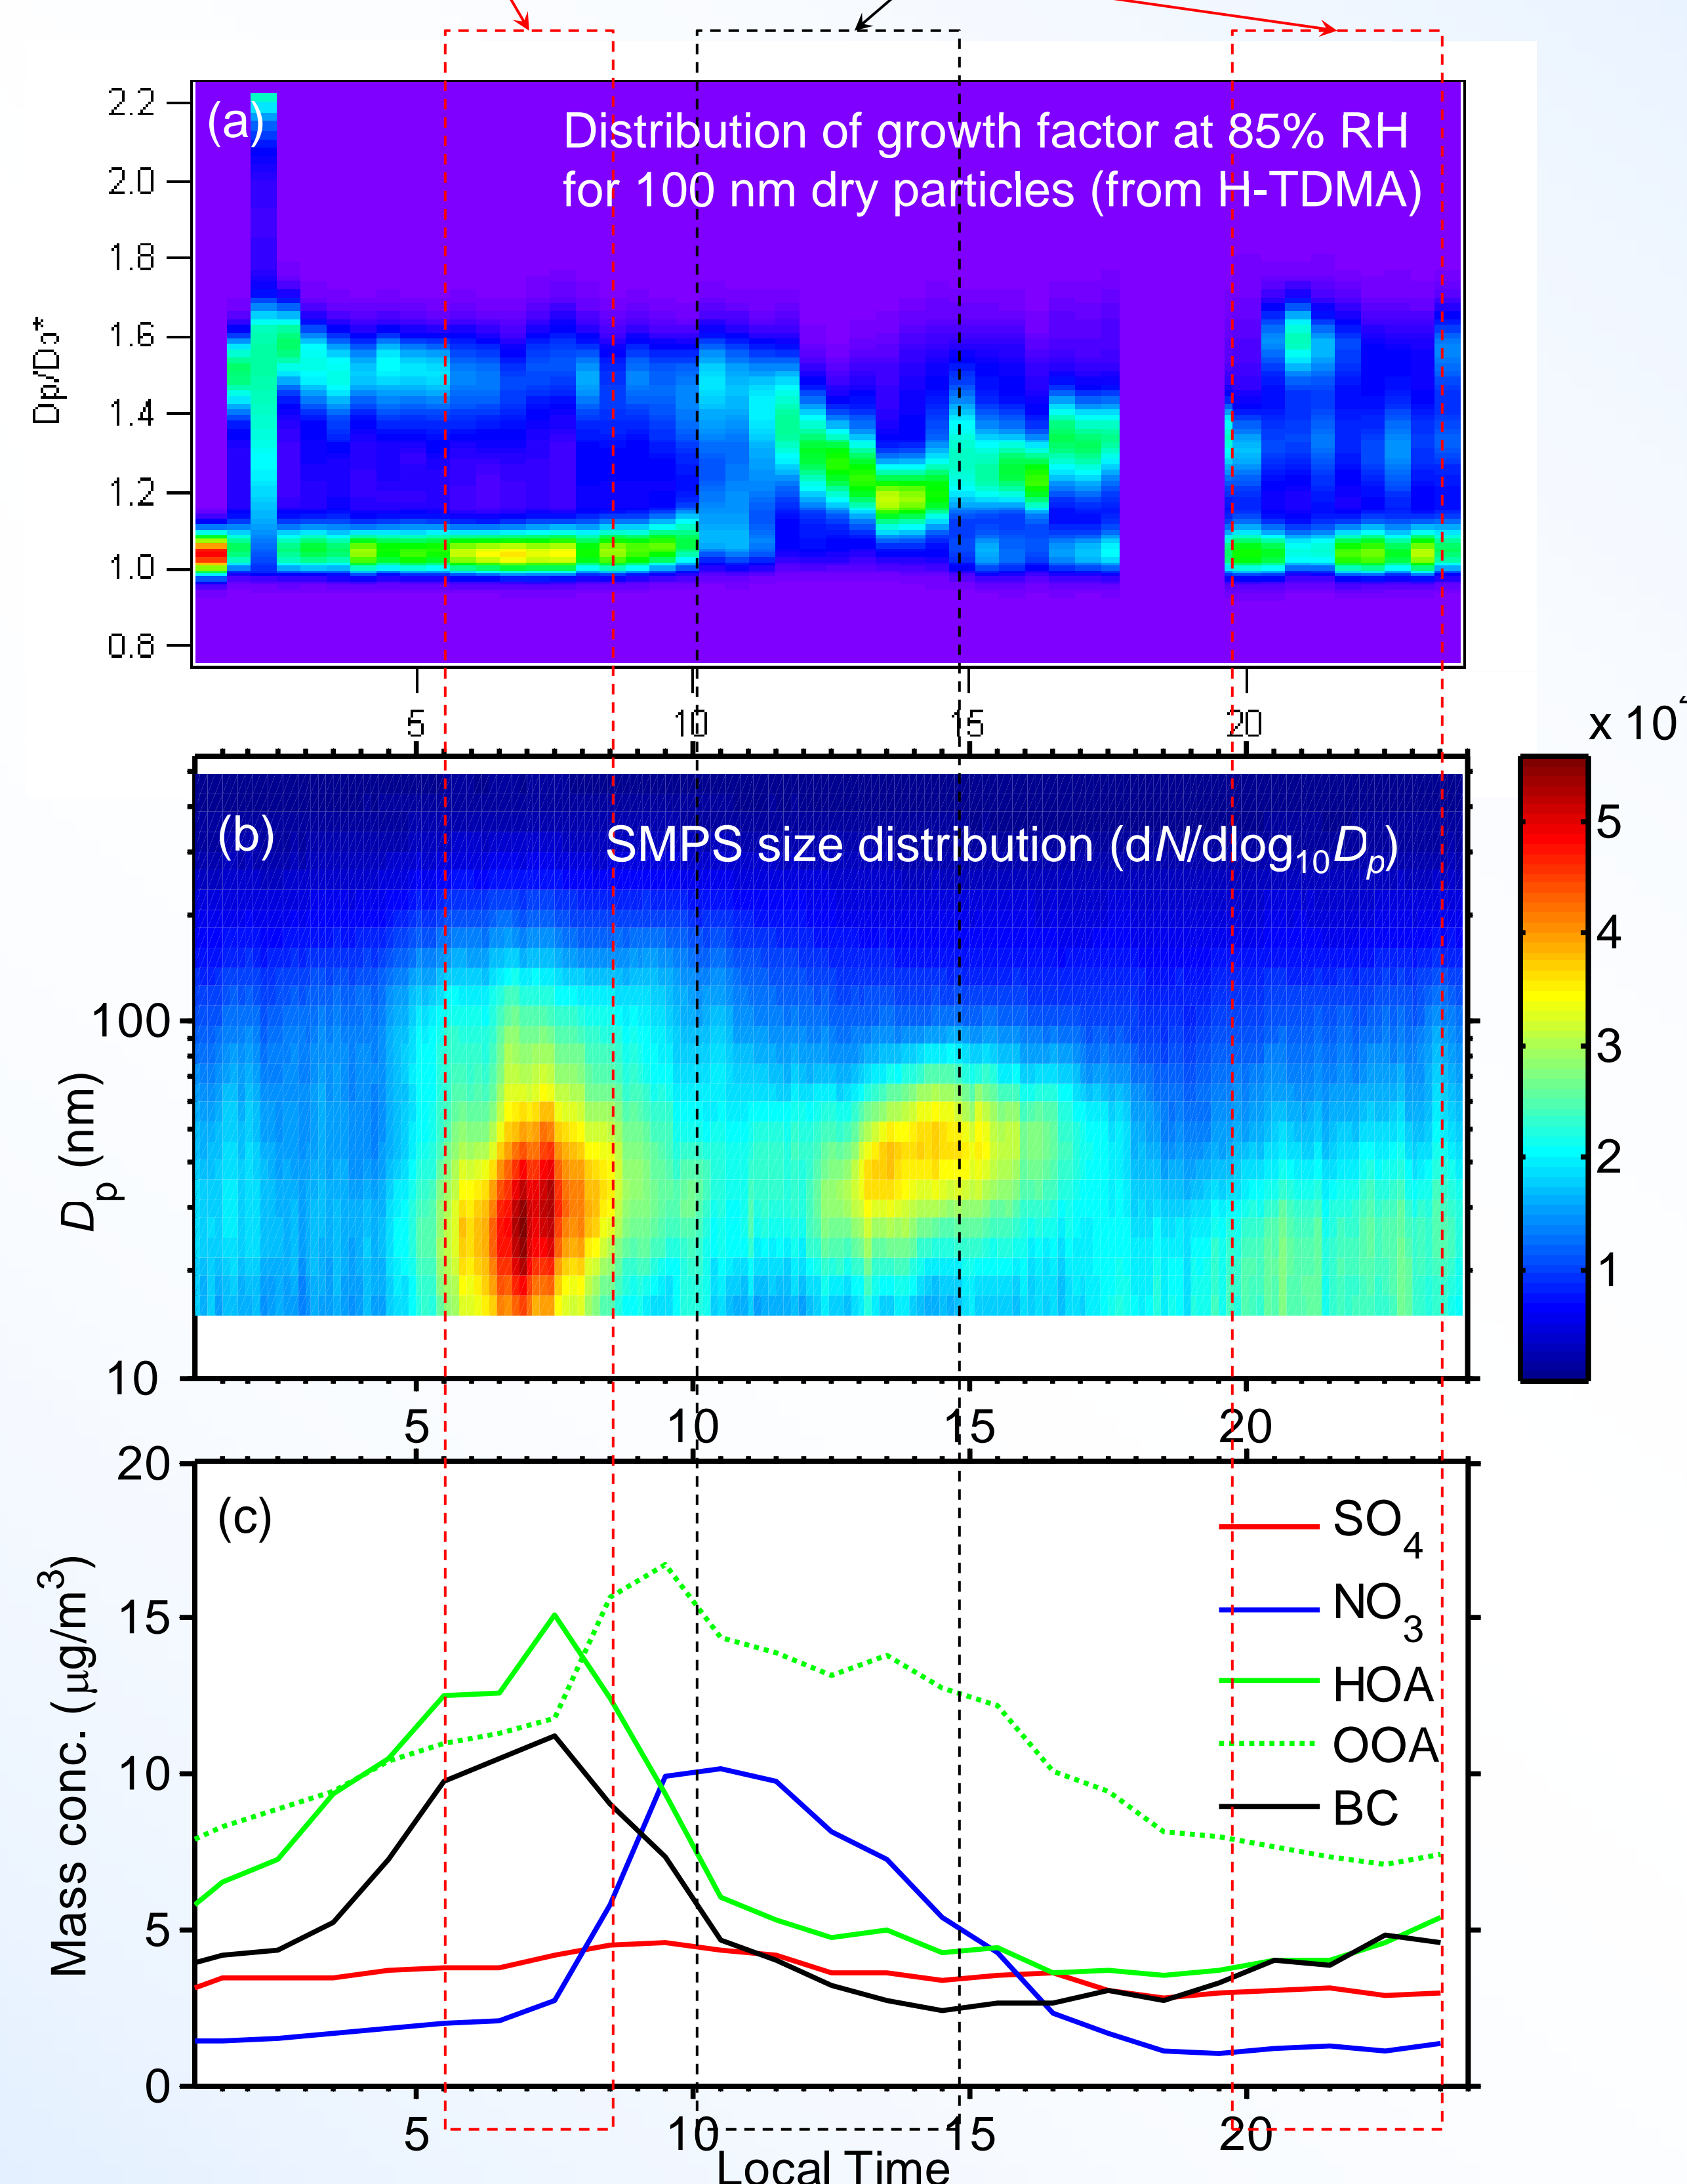 (a)
Distribution of growth factor at 85% RH
for 100 nm dry particles (from H-TDMA)
Dp/Dp*
2.2
2.0
1.8
1.6
1.4
1.2
1.0
0.8
5
10
15
20
x 10
(b)
SMPS size distribution (dN/dlog10Dp)
Dp (nm)
100
10
5
4
3
2
1
5
10
15
20
(c)
Mass conc. (μg/m3)
20
15
10
5
0
SO4
NO3
HOA
OOA
BC
5
10
15
20
Local Time